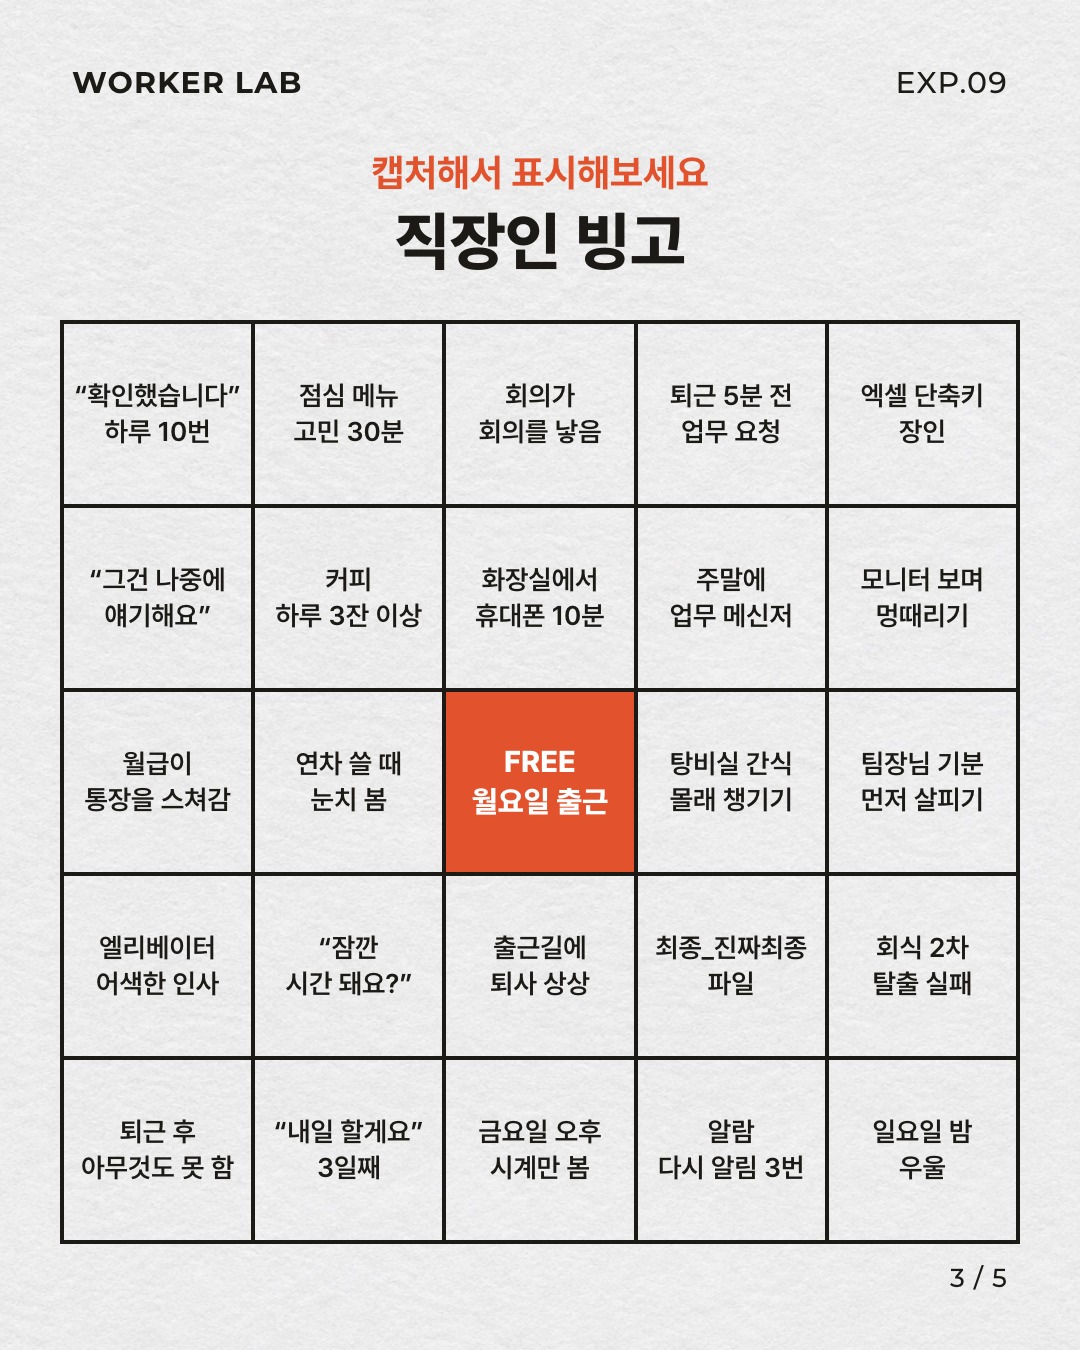 WORKER LAB
EXP.09
캡처해서 표시해보세요
직장인 빙고
“확인했습니다”
하루 10번
점심 메뉴
고민 30분
회의가
회의를 낳음
퇴근 5분 전
업무 요청
엑셀 단축키
장인
“그건 나중에
얘기해요”
커피
하루 3잔 이상
화장실에서
휴대폰 10분
주말에
업무 메신저
모니터 보며
멍때리기
월급이
통장을 스쳐감
연차 쓸 때
눈치 봄
FREE
월요일 출근
탕비실 간식
몰래 챙기기
팀장님 기분
먼저 살피기
엘리베이터
어색한 인사
“잠깐
시간 돼요?”
출근길에
퇴사 상상
최종_진짜최종
파일
회식 2차
탈출 실패
퇴근 후
아무것도 못 함
“내일 할게요”
3일째
금요일 오후
시계만 봄
알람
다시 알림 3번
일요일 밤
우울
3 / 5